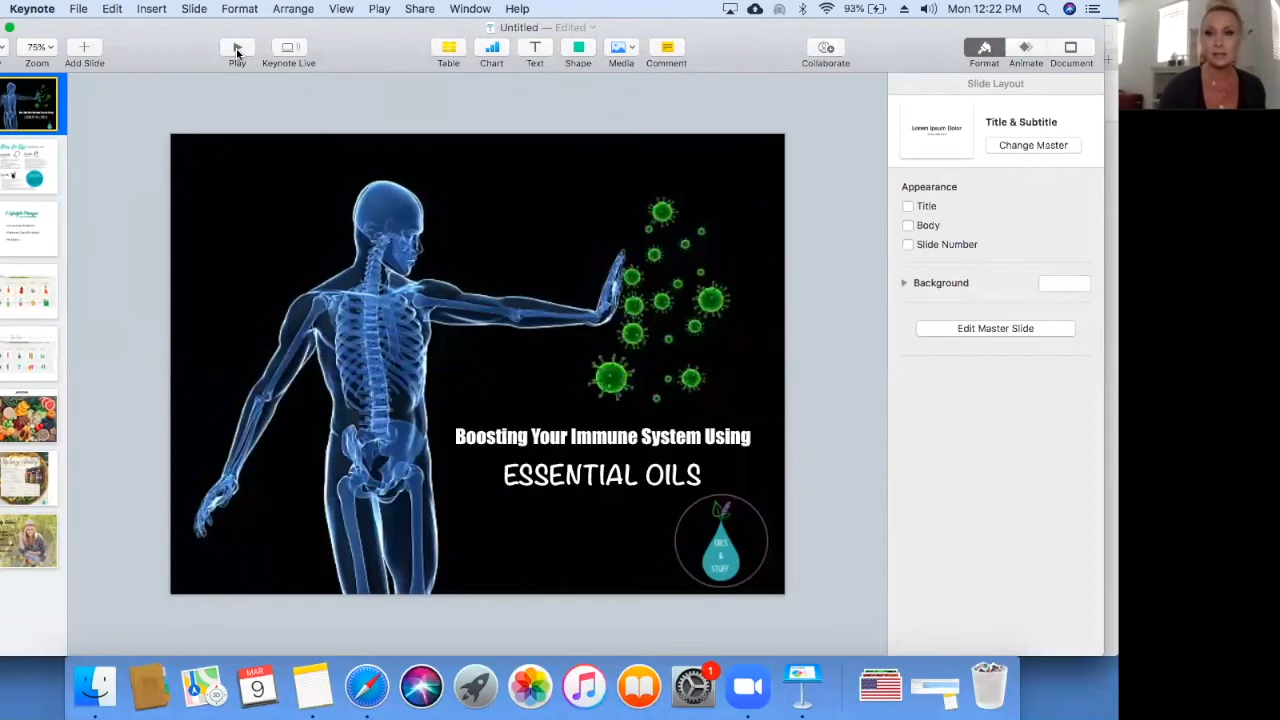 Keynote File Edit Insert Slide Format Arrange View Play Share Window Help 93% Mon 12:22 PM
Untitled — Edited
75%
Zoom Add Slide Play Keynote Live Table Chart Text Shape Media Comment Collaborate Format Animate Document
Slide Layout
Lorem Ipsum Dolor
Title & Subtitle
Change Master
Appearance
Title
Body
Slide Number
Background
Edit Master Slide
Boosting Your Immune System Using
ESSENTIAL OILS
OILS
&
STUFF
ESSENTIAL OILS
MAR
9
1